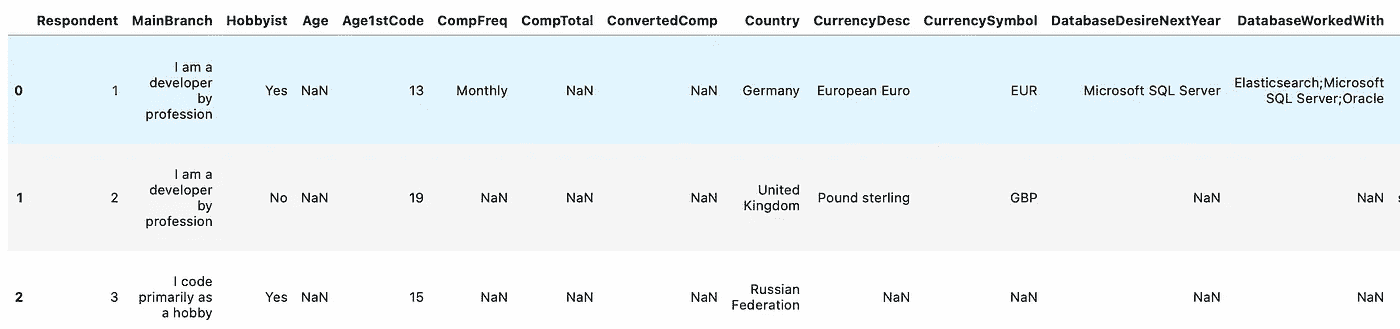 Respondent MainBranch Hobbyist Age Age1stCode CompFreq CompTotal ConvertedComp Country CurrencyDesc CurrencySymbol DatabaseDesireNextYear DatabaseWorkedWith
0 1 I am a developer by profession Yes NaN 13 Monthly NaN NaN Germany European Euro EUR Microsoft SQL Server Elasticsearch;Microsoft SQL Server;Oracle
1 2 I am a developer by profession No NaN 19 NaN NaN NaN United Kingdom Pound sterling GBP NaN NaN
2 3 I code primarily as a hobby Yes NaN 15 NaN NaN NaN Russian Federation NaN NaN NaN NaN